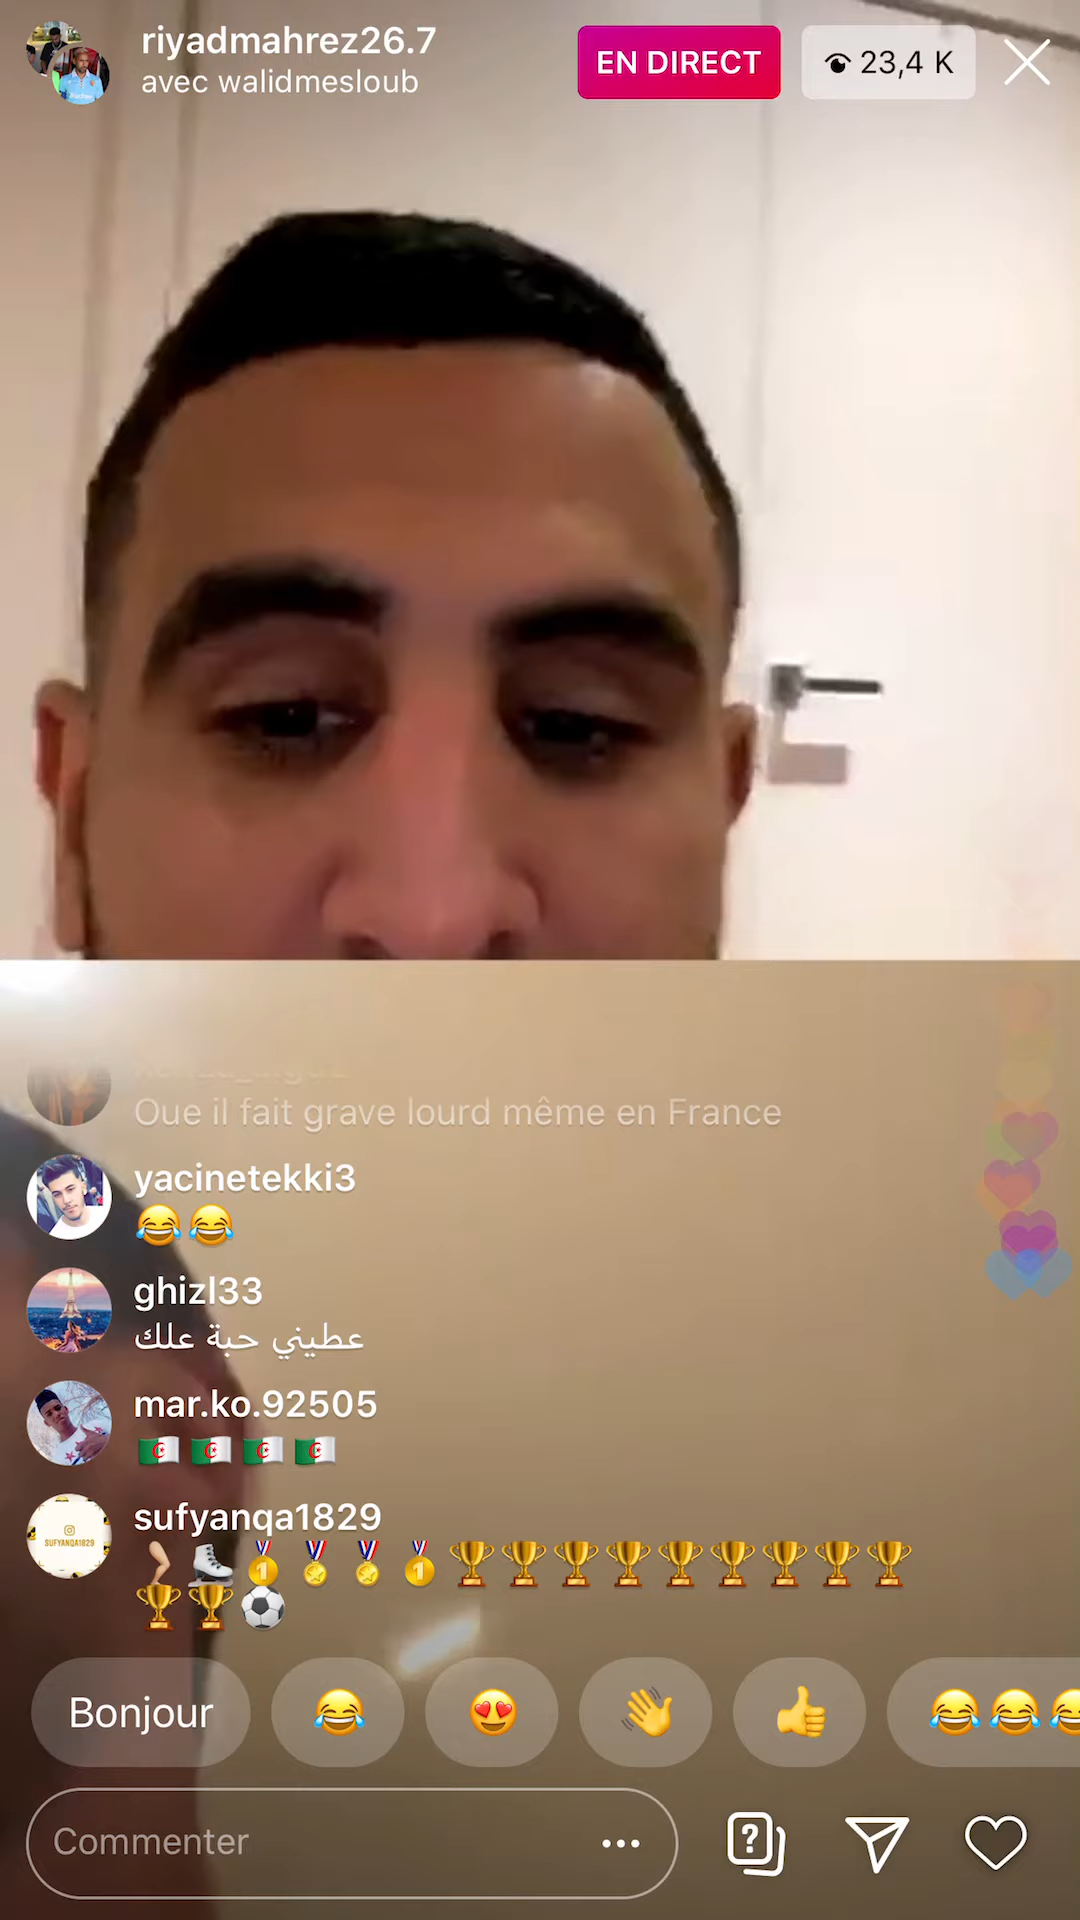 riyadmahrez26.7
avec walidmesloub
EN DIRECT
23,4 K
Oue il fait grave lourd même en France
yacinetekki3
😂😂
ghizl33
عطيني حبة علك
mar.ko.92505
🇩🇿🇩🇿🇩🇿🇩🇿
SUFYANQA1829
sufyanqa1829
🦵⛸🥇🏅🏅🥇🏆🏆🏆🏆🏆🏆🏆🏆🏆
🏆🏆⚽
Bonjour 😂 😍 👋 👍 😂😂😂
Commenter